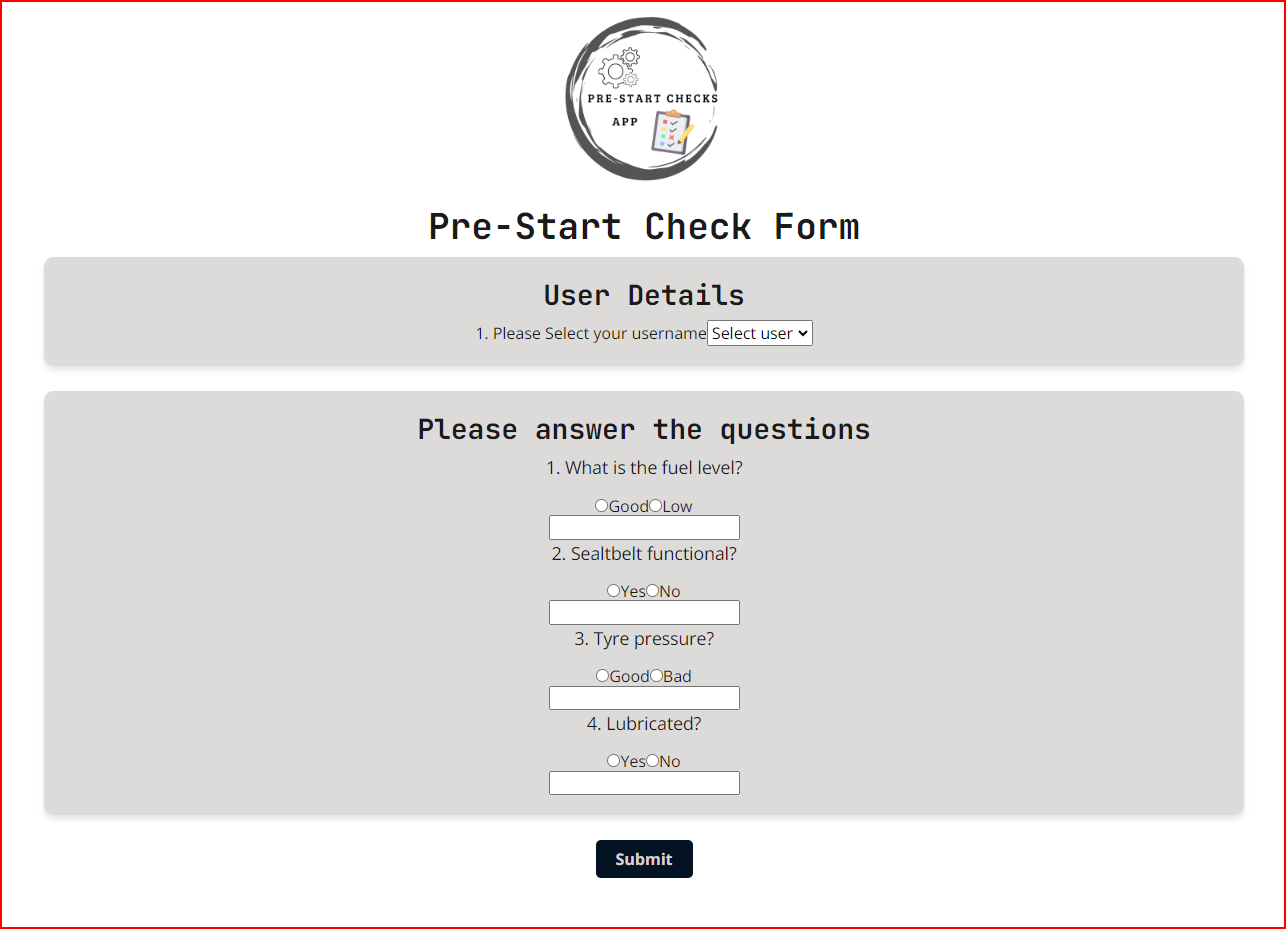 PRE-START CHECKS
APP
Pre-Start Check Form
User Details
1. Please Select your username Select user
Please answer the questions
1. What is the fuel level?
Good Low
2. Sealtbelt functional?
Yes No
3. Tyre pressure?
Good Bad
4. Lubricated?
Yes No
Submit